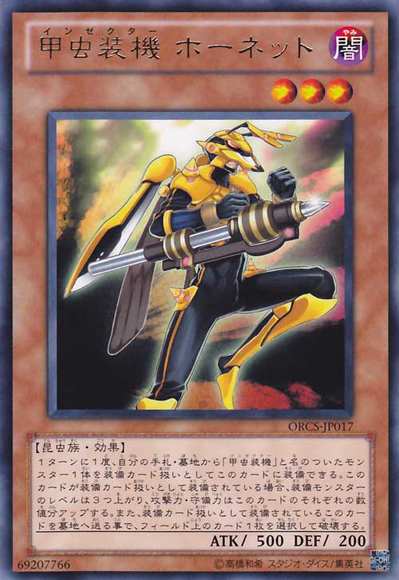 インゼクター
甲虫装機 ホーネット
やみ
闇
ORCS-JP017
【昆虫族・効果】
1ターンに1度、自分の手札・墓地から「甲虫装機」と名のついたモン
スター1体を装備カード扱いとしてこのカードに装備できる。この
カードが装備カード扱いとして装備されている場合、装備モンスター
のレベルは3つ上がり、攻撃力・守備力はこのカードのそれぞれの数
値分アップする。また、装備カード扱いとして装備されているこのカー
ドを墓地へ送る事で、フィールド上のカード1枚を選択して破壊する。
ATK/ 500 DEF/ 200
69207766
©高橋和希 スタジオ・ダイス/集英社